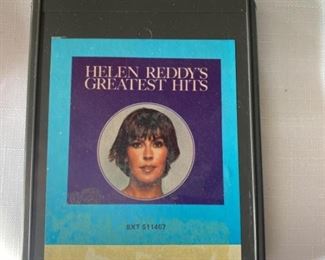 HELEN REDDY'S
GREATEST HITS
8XT 511467